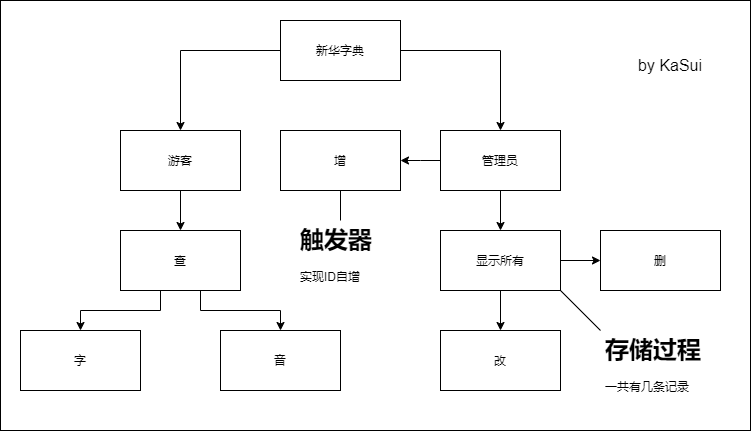 新华字典
by KaSui
游客
增
管理员
触发器
实现ID自增
查
显示所有
删
字
音
改
存储过程
一共有几条记录